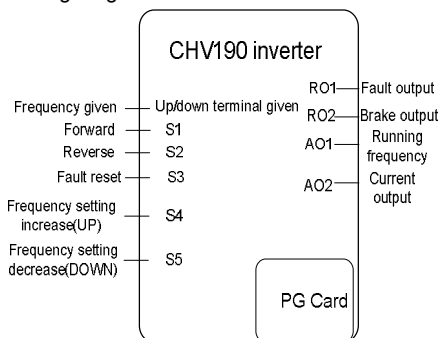 CHV190 inverter
Frequency given
Up/down terminal given
Forward
S1
Reverse
S2
Fault reset
S3
Frequency setting
increase(UP)
S4
Frequency setting
decrease(DOWN)
S5
RO1
Fault output
RO2
Brake output
AO1
Running
frequency
AO2
Current
output
PG Card